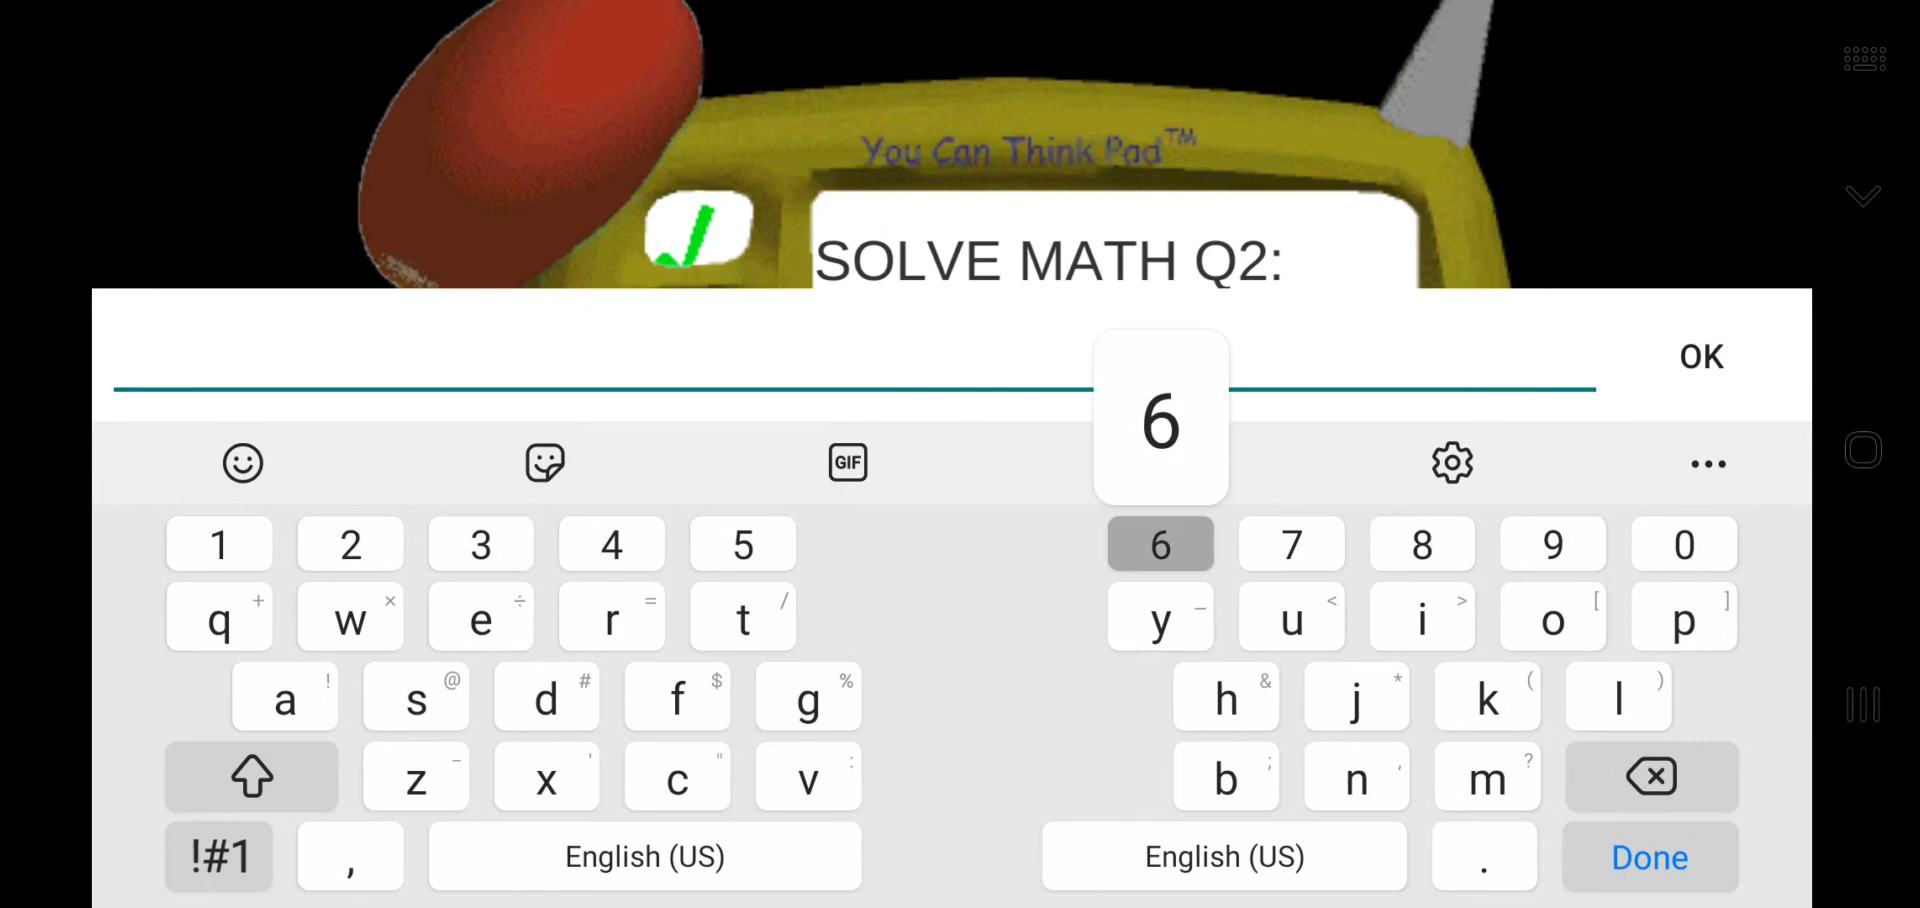 You Can Think Pad™
SOLVE MATH Q2:
OK
6
GIF
1 2 3 4 5 6 7 8 9 0
q + w × e ÷ r = t / y _ u < i > o [ p ]
a ! s @ d # f $ g % h & j * k ( l )
z - x ' c " v : b ; n , m ?
!#1 , English (US) English (US) . Done